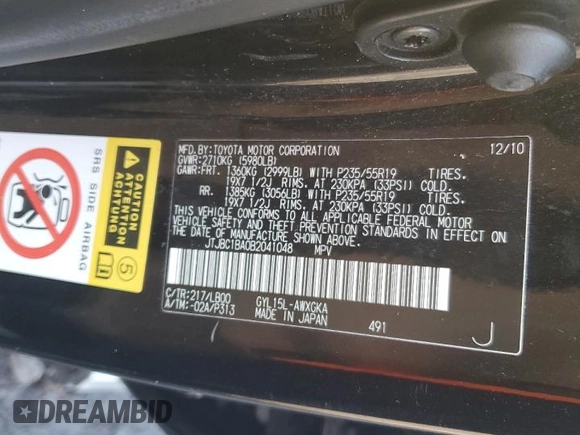 MFD.BY:TOYOTA MOTOR CORPORATION 12/10
GVWR:2710KG (5980LB)
GAWR:FRT. 1360KG (2999LB) WITH P235/55R19 TIRES.
19X7 1/2J RIMS. AT 230KPA (33PSI) COLD.
RR. 1385KG (3056LB) WITH P235/55R19 TIRES.
19X7 1/2J RIMS. AT 230KPA (33PSI) COLD.
THIS VEHICLE CONFORMS TO ALL APPLICABLE FEDERAL MOTOR
VEHICLE SAFETY AND THEFT PREVENTION STANDARDS IN EFFECT ON
THE DATE OF MANUFACTURE SHOWN ABOVE.
JTJBC1BA0B2041048 MPV
C/TR:217/LB00 GYL15L-AWXGKA
A/TM:-02A/P313 MADE IN JAPAN 491 J
SRS SIDE AIRBAG
5
DREAMBID